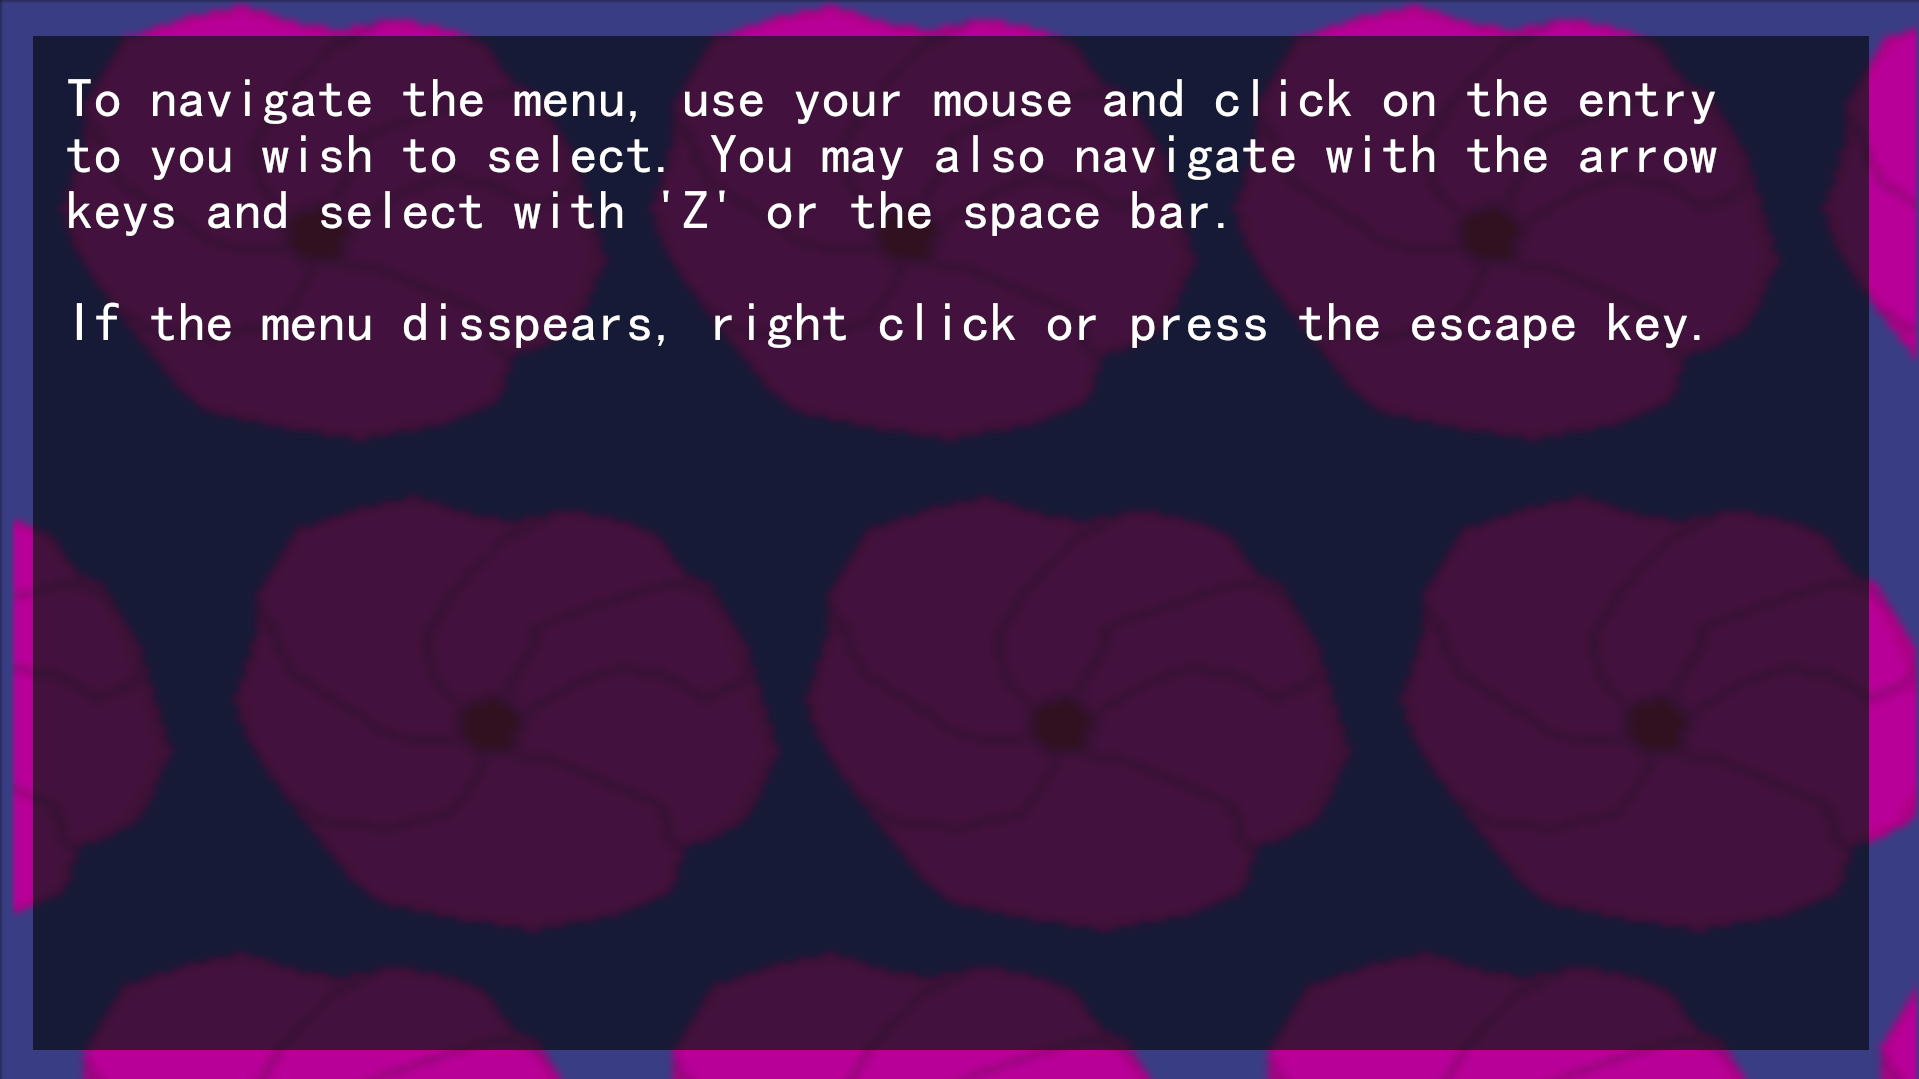 To navigate the menu, use your mouse and click on the entry
to you wish to select. You may also navigate with the arrow
keys and select with 'Z' or the space bar.
If the menu disspears, right click or press the escape key.